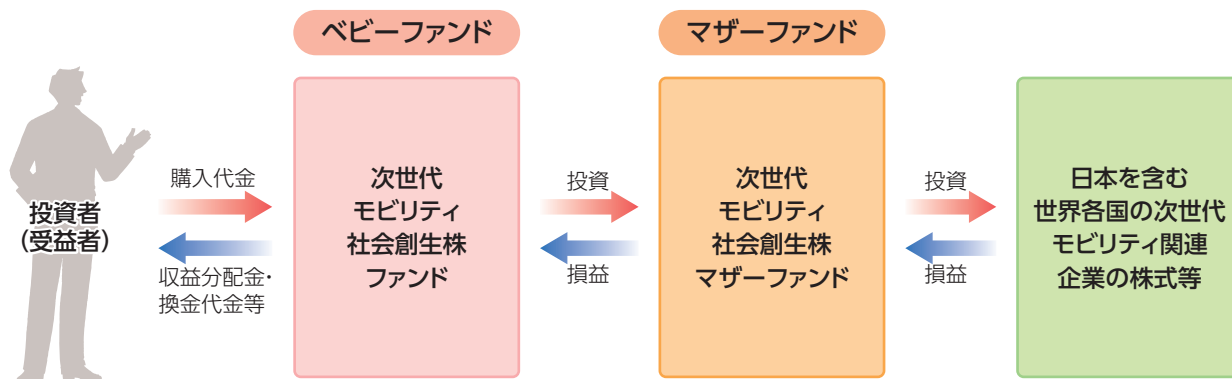 ベビーファンド
マザーファンド
投資者
(受益者)
購入代金
収益分配金・
換金代金等
次世代
モビリティ
社会創生株
ファンド
投資
損益
次世代
モビリティ
社会創生株
マザーファンド
投資
損益
日本を含む
世界各国の次世代
モビリティ関連
企業の株式等